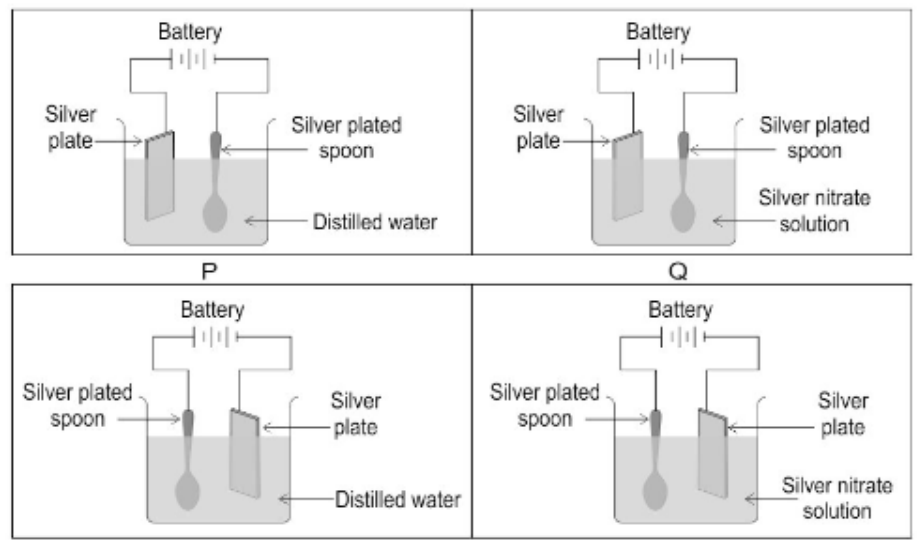 Battery
Silver
plate
Silver plated
spoon
Distilled water
Battery
Silver
plate
Silver plated
spoon
Silver nitrate
solution
P
Q
Battery
Silver plated
spoon
Silver
plate
Distilled water
Battery
Silver plated
spoon
Silver
plate
Silver nitrate
solution